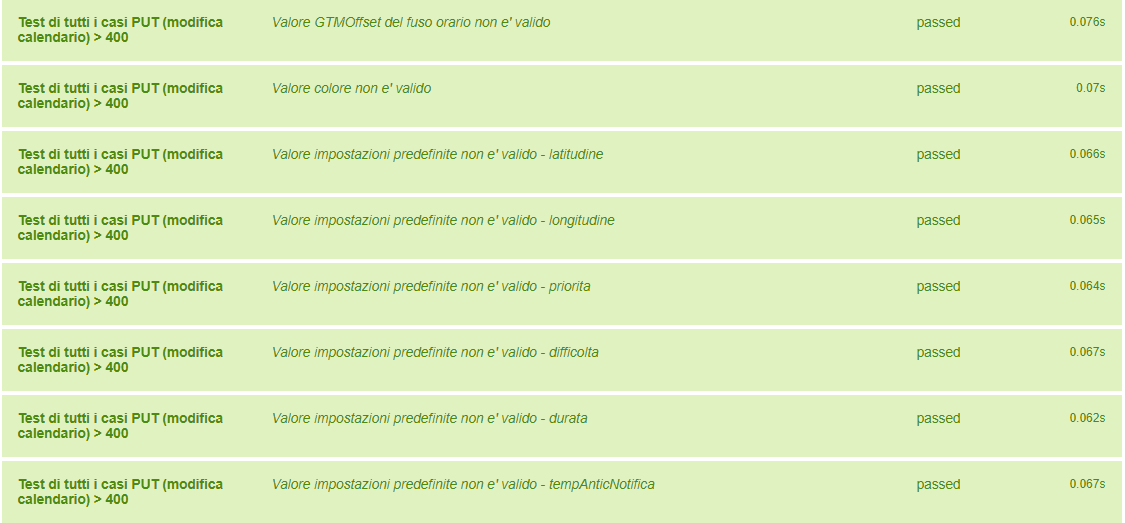 Test di tutti i casi PUT (modifica Valore GTMOffset del fuso orario non e' valido passed 0.076s
calendario) > 400
Test di tutti i casi PUT (modifica Valore colore non e' valido passed 0.07s
calendario) > 400
Test di tutti i casi PUT (modifica Valore impostazioni predefinite non e' valido - latitudine passed 0.066s
calendario) > 400
Test di tutti i casi PUT (modifica Valore impostazioni predefinite non e' valido - longitudine passed 0.065s
calendario) > 400
Test di tutti i casi PUT (modifica Valore impostazioni predefinite non e' valido - priorita passed 0.064s
calendario) > 400
Test di tutti i casi PUT (modifica Valore impostazioni predefinite non e' valido - difficolta passed 0.067s
calendario) > 400
Test di tutti i casi PUT (modifica Valore impostazioni predefinite non e' valido - durata passed 0.062s
calendario) > 400
Test di tutti i casi PUT (modifica Valore impostazioni predefinite non e' valido - tempAnticNotifica passed 0.067s
calendario) > 400